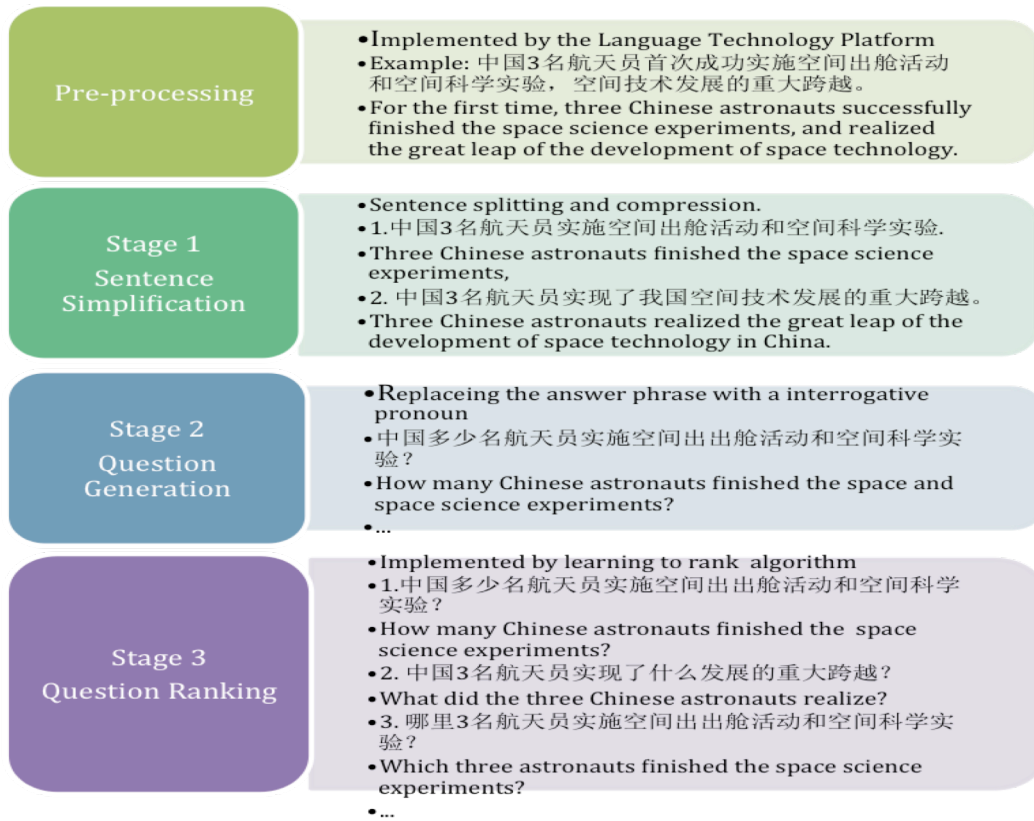 Pre-processing
•Implemented by the Language Technology Platform
•Example: 中国3名航天员首次成功实施空间出舱活动
和空间科学实验，空间技术发展的重大跨越。
•For the first time, three Chinese astronauts successfully
finished the space science experiments, and realized
the great leap of the development of space technology.
Stage 1
Sentence
Simplification
•Sentence splitting and compression.
•1.中国3名航天员实施空间出舱活动和空间科学实验.
•Three Chinese astronauts finished the space science
experiments,
•2. 中国3名航天员实现了我国空间技术发展的重大跨越。
•Three Chinese astronauts realized the great leap of the
development of space technology in China.
Stage 2
Question
Generation
•Replaceing the answer phrase with a interrogative
pronoun
•中国多少名航天员实施空间出出舱活动和空间科学实
验？
•How many Chinese astronauts finished the space and
space science experiments?
•...
Stage 3
Question Ranking
•Implemented by learning to rank algorithm
•1.中国多少名航天员实施空间出出舱活动和空间科学
实验？
•How many Chinese astronauts finished the space
science experiments?
•2. 中国3名航天员实现了什么发展的重大跨越？
•What did the three Chinese astronauts realize?
•3. 哪里3名航天员实施空间出出舱活动和空间科学实
验？
•Which three astronauts finished the space science
experiments?
•...